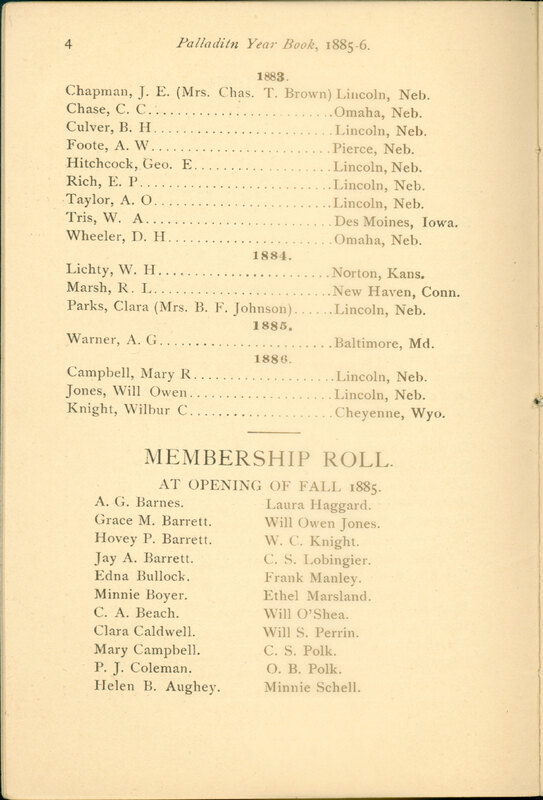 4 Palladitn Year Book, 1885-6.
1883.
Chapman, J. E. (Mrs. Chas. T. Brown) Lincoln, Neb.
Chase, C. C..........................Omaha, Neb.
Culver, B. H.........................Lincoln, Neb.
Foote, A. W..........................Pierce, Neb.
Hitchcock, Geo. E....................Lincoln, Neb.
Rich, E. P...........................Lincoln, Neb.
Taylor, A. O.........................Lincoln, Neb.
Tris, W. A...........................Des Moines, Iowa.
Wheeler, D. H........................Omaha, Neb.
1884.
Lichty, W. H.........................Norton, Kans.
Marsh, R. L..........................New Haven, Conn.
Parks, Clara (Mrs. B. F. Johnson)......Lincoln, Neb.
1885.
Warner, A. G.........................Baltimore, Md.
1886.
Campbell, Mary R....................Lincoln, Neb.
Jones, Will Owen....................Lincoln, Neb.
Knight, Wilbur C....................Cheyenne, Wyo.
MEMBERSHIP ROLL.
AT OPENING OF FALL 1885.
A. G. Barnes. Laura Haggard.
Grace M. Barrett. Will Owen Jones.
Hovey P. Barrett. W. C. Knight.
Jay A. Barrett. C. S. Lobingier.
Edna Bullock. Frank Manley.
Minnie Boyer. Ethel Marsland.
C. A. Beach. Will O'Shea.
Clara Caldwell. Will S. Perrin.
Mary Campbell. C. S. Polk.
P. J. Coleman. O. B. Polk.
Helen B. Aughey. Minnie Schell.